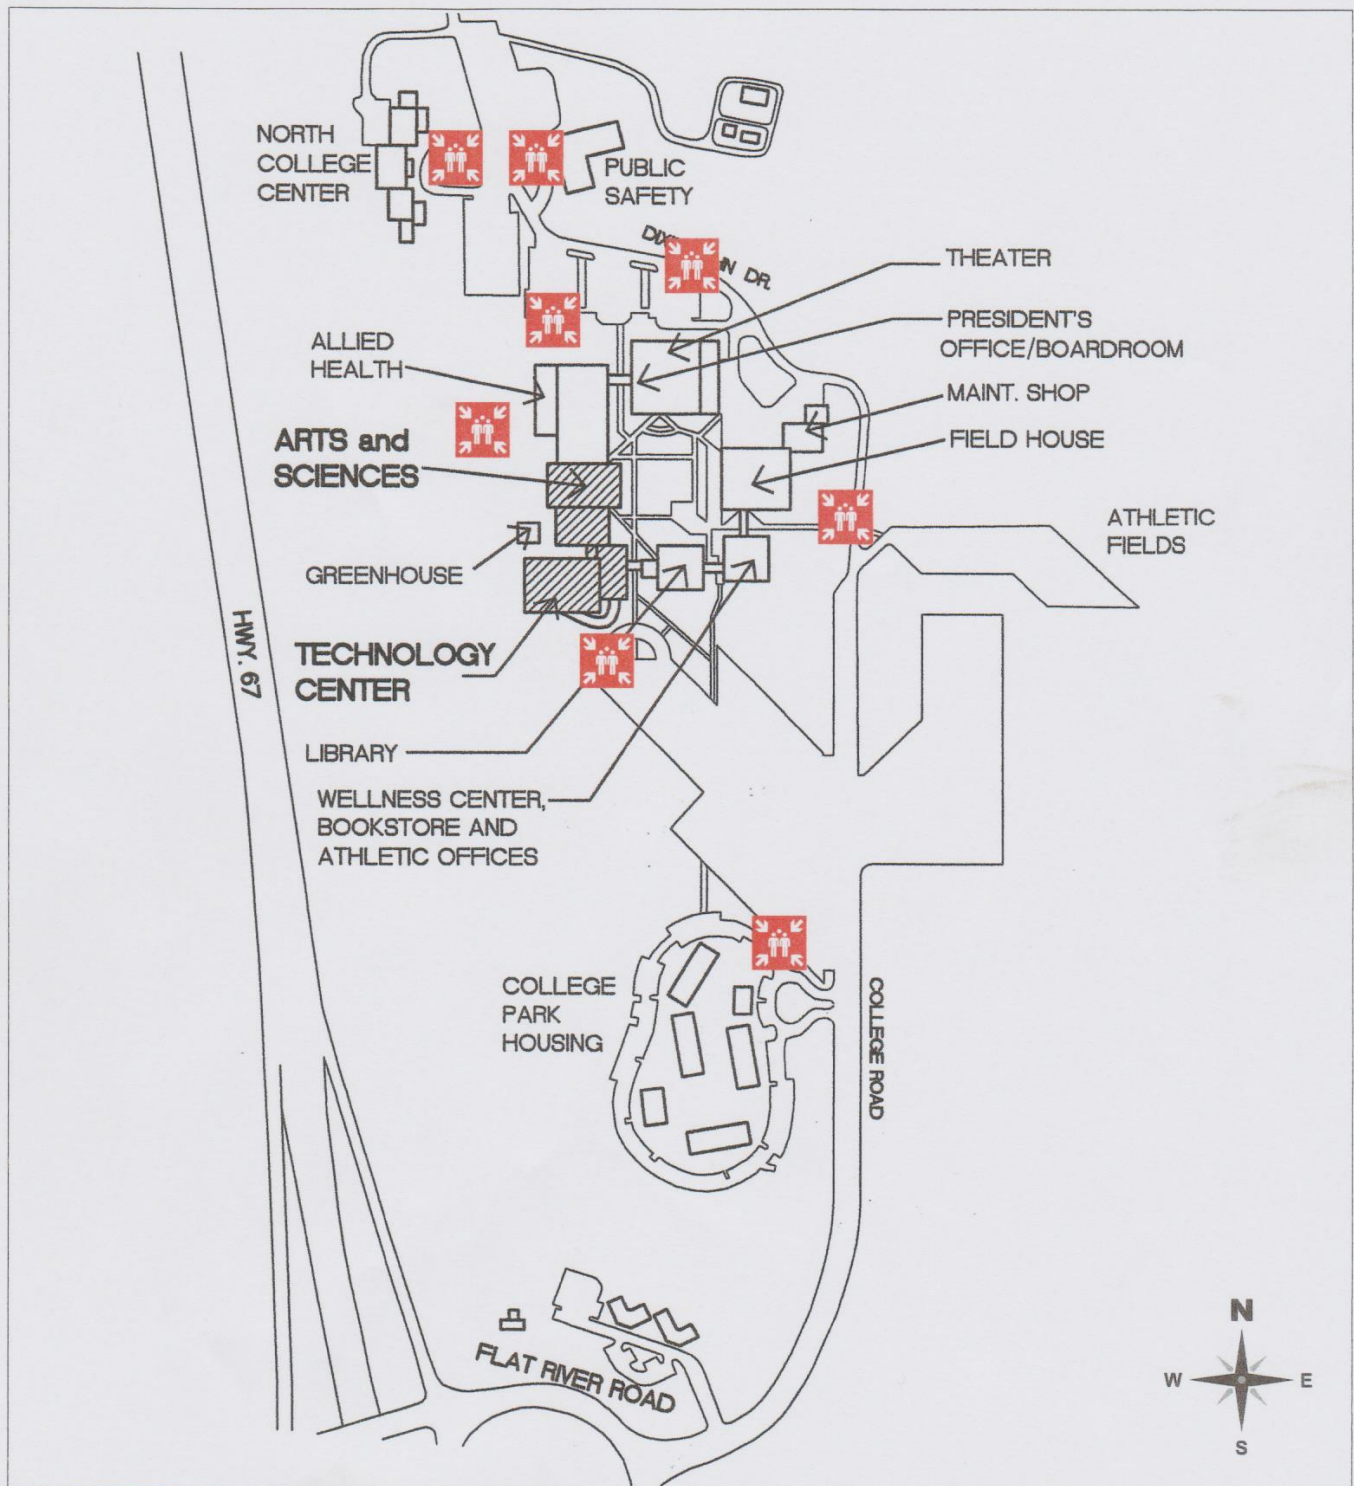 NORTH
COLLEGE
CENTER
PUBLIC
SAFETY
DR.
THEATER
PRESIDENT'S
OFFICE/BOARDROOM
ALLIED
HEALTH
MAINT. SHOP
ARTS and
SCIENCES
FIELD HOUSE
ATHLETIC
FIELDS
GREENHOUSE
HWY. 67
TECHNOLOGY
CENTER
LIBRARY
WELLNESS CENTER,
BOOKSTORE AND
ATHLETIC OFFICES
COLLEGE
PARK
HOUSING
COLLEGE ROAD
FLAT RIVER ROAD
N
W
E
S